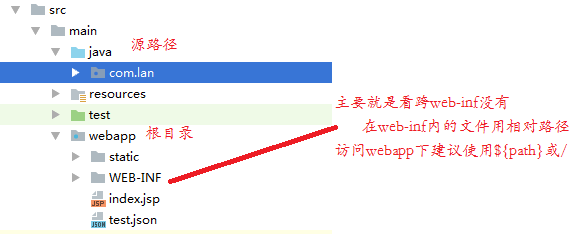 src
main
java 源路径
com.lan
resources
test
webapp 根目录
static
WEB-INF
index.jsp
test.json
主要就是看跨web-inf没有
在web-inf内的文件用相对路径
访问webapp下建议使用${path}或/